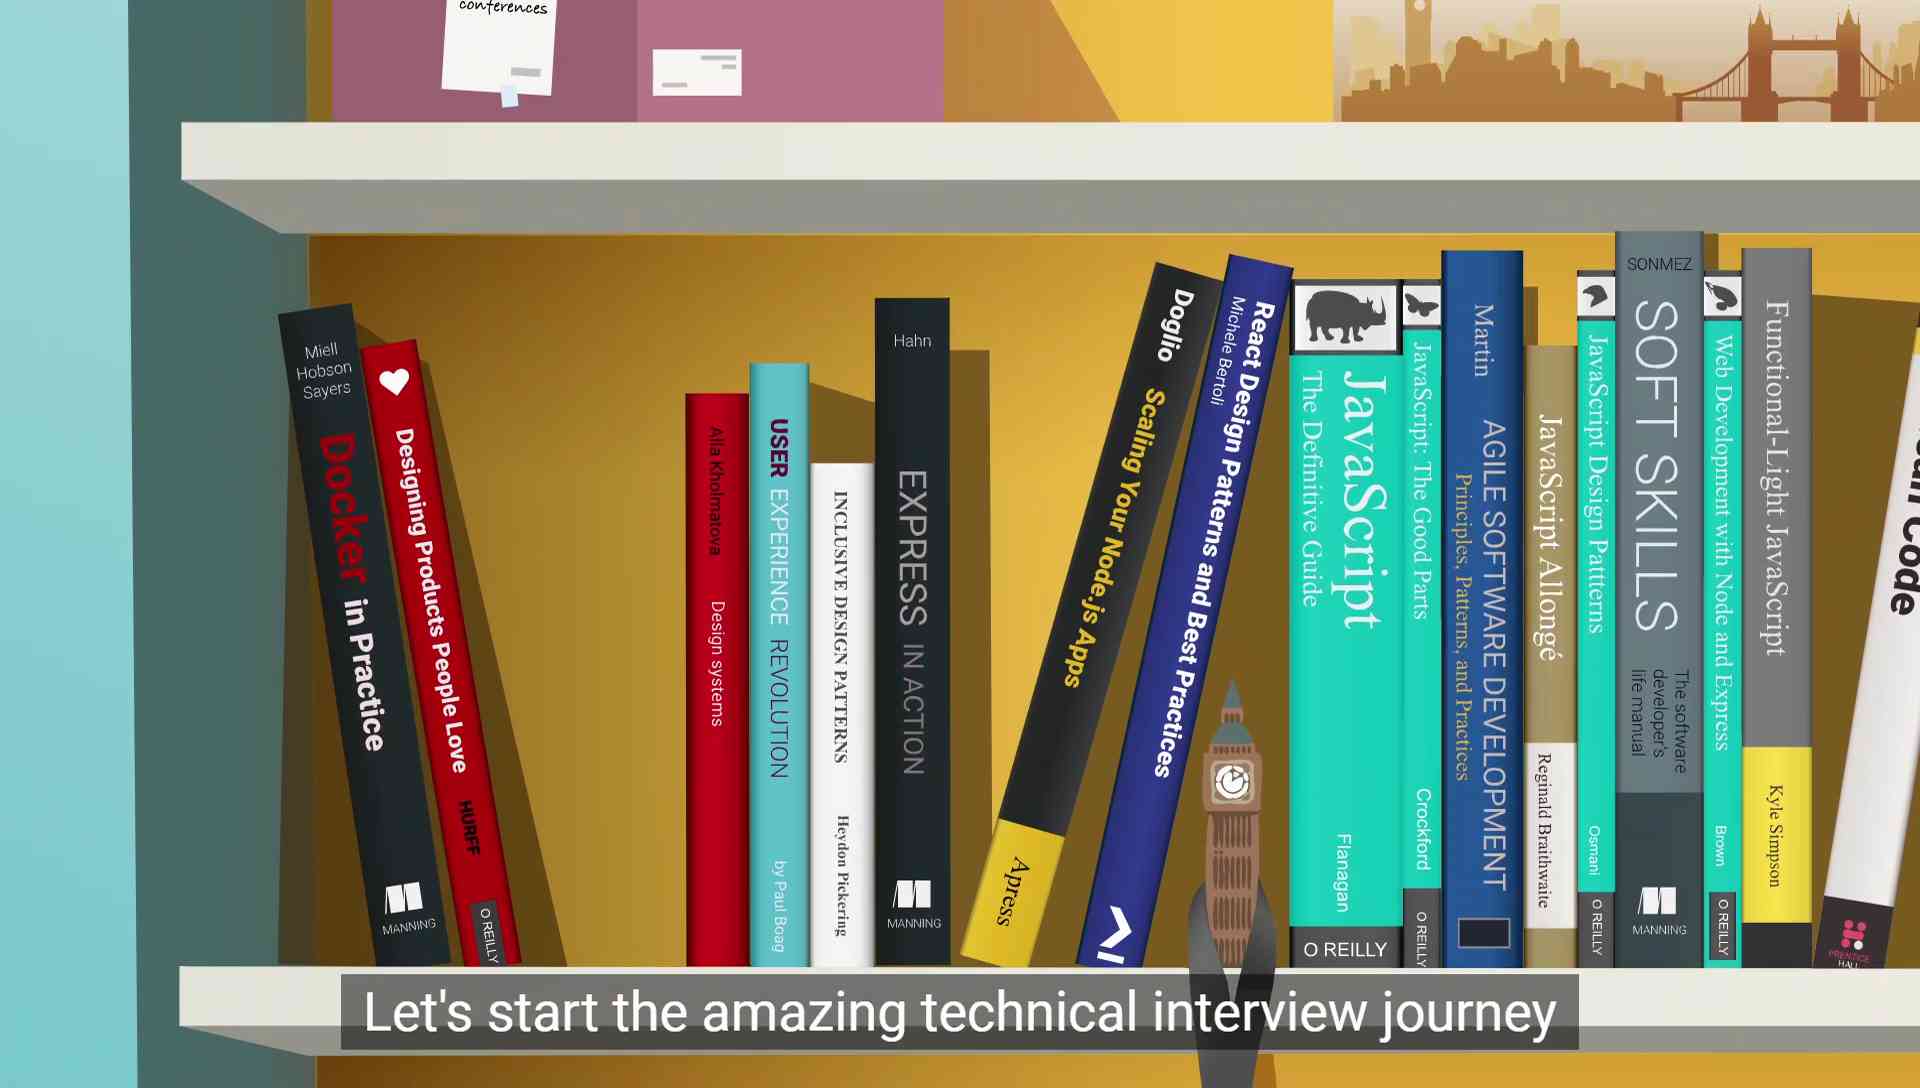 conferences
Miell
Hobson
Sayers
Docker in Practice
MANNING
Designing Products People Love
HURFF
O REILLY
Alla Kholmatova
Design systems
USER EXPERIENCE REVOLUTION
by Paul Boag
INCLUSIVE DESIGN PATTERNS
Heydon Pickering
Hahn
EXPRESS IN ACTION
MANNING
Doglio
Scaling Your Node.js Apps
Apress
React Design Patterns and Best Practices
Michele Bertoli
JavaScript
The Definitive Guide
Flanagan
O REILLY
JavaScript: The Good Parts
Crockford
O REILLY
Martin
AGILE SOFTWARE DEVELOPMENT
Principles, Patterns, and Practices
JavaScript Allongé
Reginald Braithwaite
JavaScript Design Patterns
Osmani
O REILLY
SONMEZ
SOFT SKILLS
The software
developer's
life manual
MANNING
Web Development with Node and Express
Brown
O REILLY
Functional-Light JavaScript
Kyle Simpson
Code
PRENTICE
HALL
Let's start the amazing technical interview journey